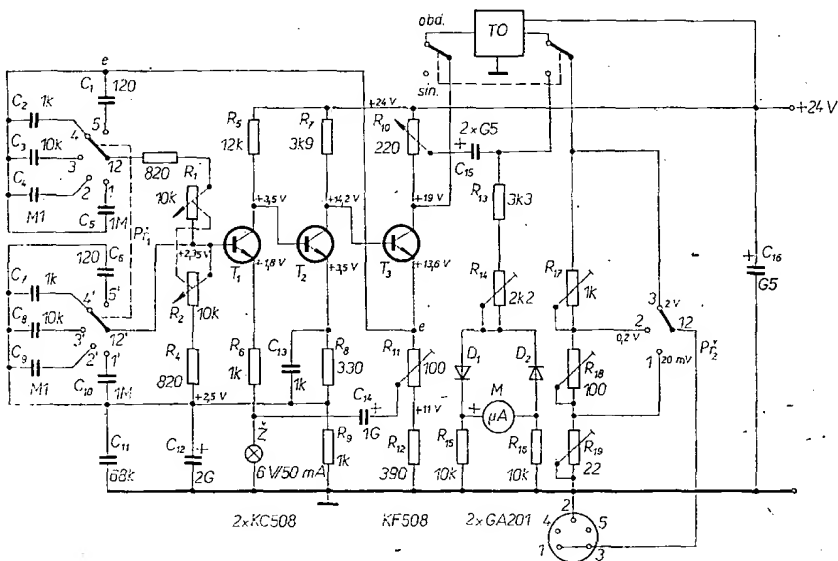 obd.
TO
sin.
e
C₁
120
C₂
1k
5
4
C₃
10k
3
12
820
R₁
10k
C₄
2
1
M1
C₅
1M
Př₁
C₆
120
C₇
1k
5'
4'
C₈
10k
3'
12'
R₂
10k
C₉
2'
1'
M1
C₁₀
1M
R₄
820
+2,5 V
C₁₁
68k
C₁₂
+
2G
R₅
12k
R₇
3k9
+24 V
R₁₀
220
+3,5 V
+14,2 V
+19 V
+2,35 V
T₁
+1,8 V
T₂
+3,5 V
T₃
+13,6 V
e
R₆
1k
C₁₃
1k
R₈
330
R₁₁
100
C₁₄
+
1G
+11 V
Ž
6 V/50 mA
R₉
1k
R₁₂
390
2×G5
+
C₁₅
R₁₃
3k3
R₁₄
2k2
D₁
D₂
M
+
µA
R₁₅
10k
R₁₆
10k
R₁₇
1k
R₁₈
100
R₁₉
22
3
2 V
2
0,2 V
12
1
20 mV
Př₂
+24 V
+
C₁₆
G5
2×KC508
KF508
2×GA201
2
4
5
1
3